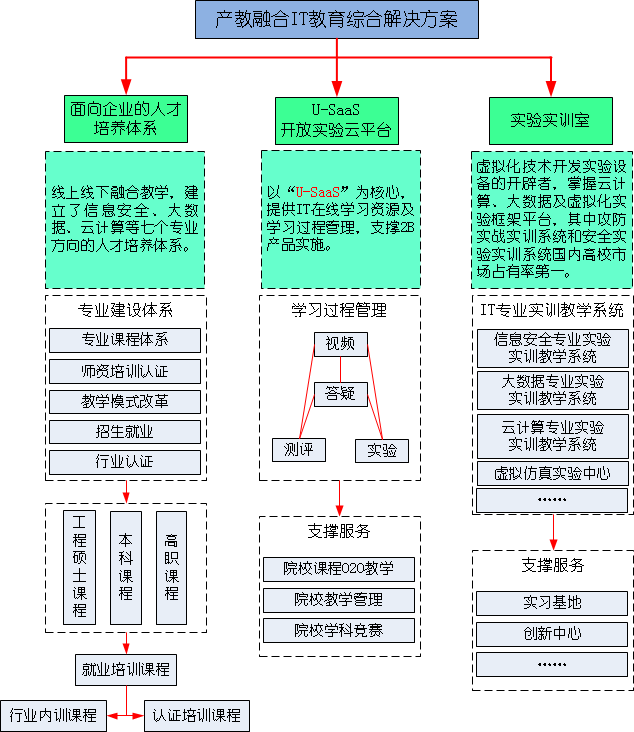 产教融合IT教育综合解决方案
面向企业的人才
培养体系
线上线下融合教学，建
立了信息安全、大数
据、云计算等七个专业
方向的人才培养体系。
专业建设体系
专业课程体系
师资培训认证
教学模式改革
招生就业
行业认证
工程硕士课程
本科课程
高职课程
就业培训课程
行业内训课程
认证培训课程
U-SaaS
开放实验云平台
以“U-SaaS”为核心，
提供IT在线学习资源及
学习过程管理，支撑2B
产品实施。
学习过程管理
视频
答疑
测评
实验
支撑服务
院校课程O2O教学
院校教学管理
院校学科竞赛
实验实训室
虚拟化技术开发实验设
备的开辟者，掌握云计
算、大数据及虚拟化实
验框架平台，其中攻防
实战实训系统和安全实
验实训系统国内高校市
场占有率第一。
IT专业实训教学系统
信息安全专业实验
实训教学系统
大数据专业实验
实训教学系统
云计算专业实验
实训教学系统
虚拟仿真实验中心
……
支撑服务
实习基地
创新中心
……